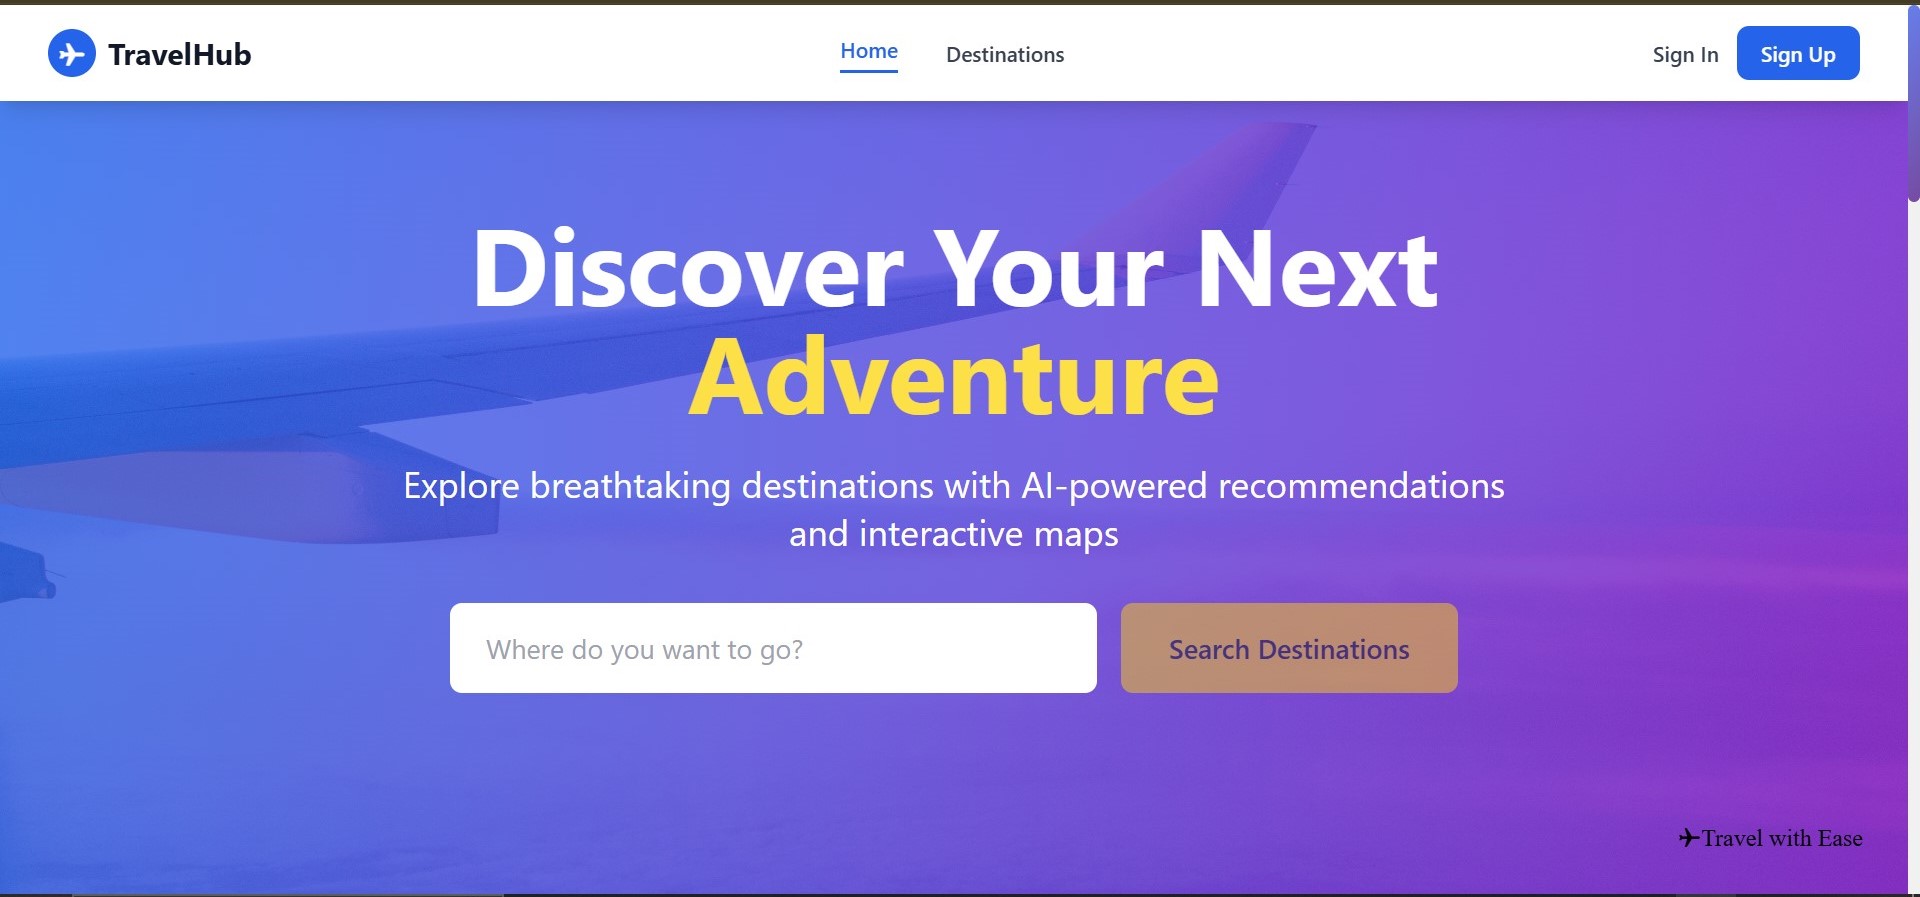 TravelHub
Home
Destinations
Sign In
Sign Up
Discover Your Next
Adventure
Explore breathtaking destinations with AI-powered recommendations
and interactive maps
Where do you want to go?
Search Destinations
✈Travel with Ease